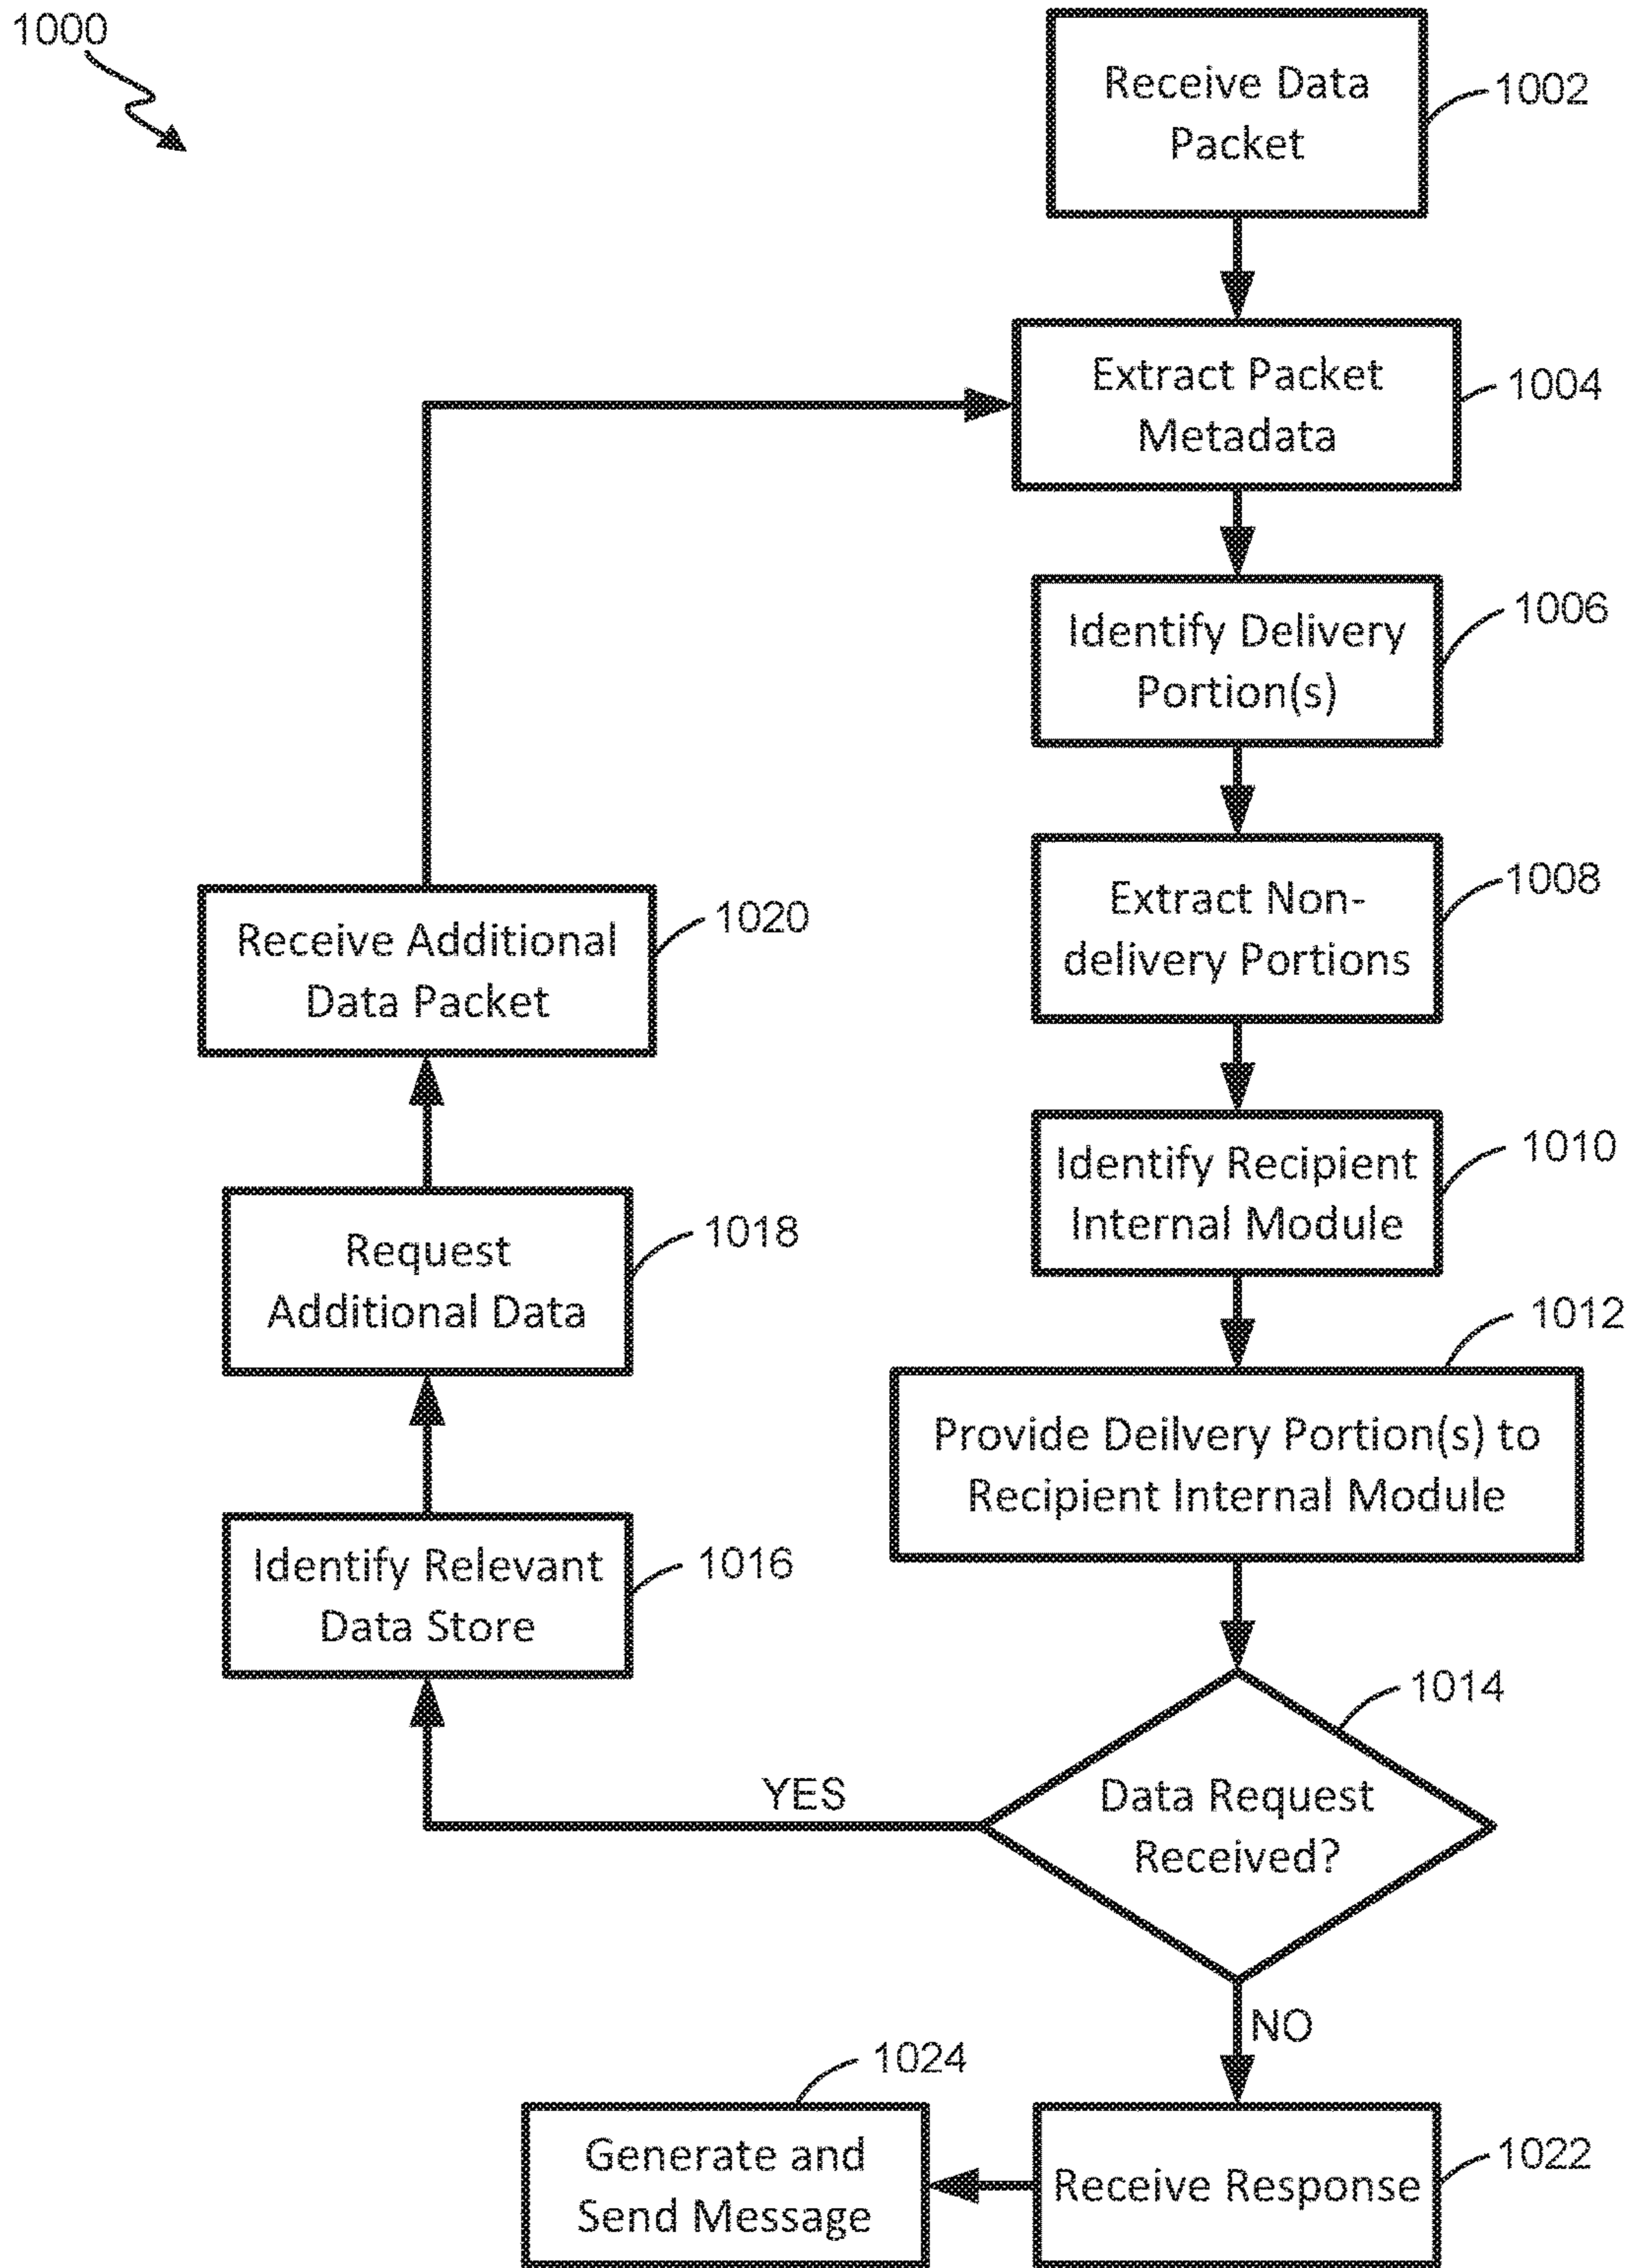 1000
Receive Data
Packet
1002
Extract Packet
Metadata
1004
Identify Delivery
Portion(s)
1006
Extract Non-
delivery Portions
1008
Identify Recipient
Internal Module
1010
1012
Provide Deilvery Portion(s) to
Recipient Internal Module
1014
Data Request
Received?
YES
Identify Relevant
Data Store
1016
Request
Additional Data
1018
Receive Additional
Data Packet
1020
NO
Receive Response
1022
1024
Generate and
Send Message